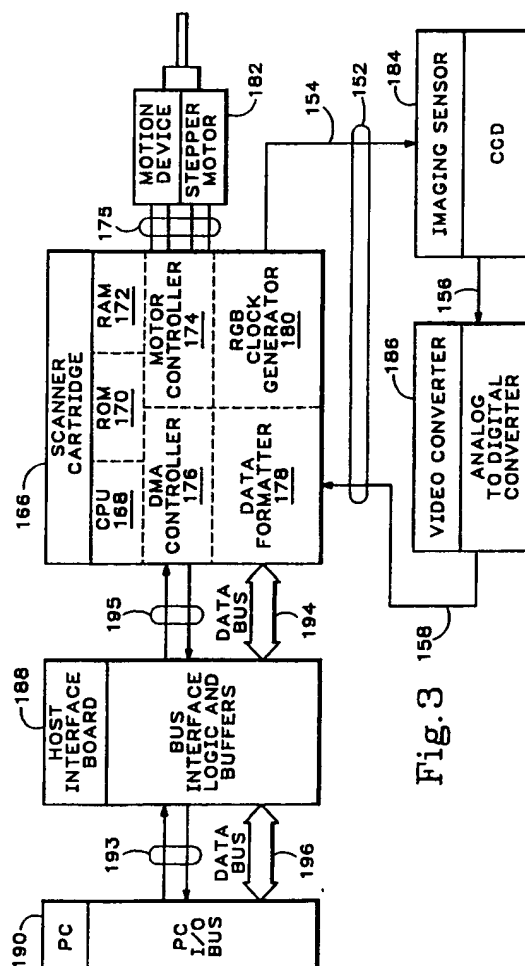 190
PC
PC
I/O
BUS
193
DATA
BUS
196
188
HOST
INTERFACE
BOARD
BUS
INTERFACE
LOGIC AND
BUFFERS
195
DATA
BUS
194
166
SCANNER
CARTRIDGE
CPU
168
ROM
170
RAM
172
DMA
CONTROLLER
176
MOTOR
CONTROLLER
174
DATA
FORMATTER
178
RGB
CLOCK
GENERATOR
180
175
MOTION
DEVICE
STEPPER
MOTOR
182
154
152
184
IMAGING SENSOR
CCD
156
186
VIDEO CONVERTER
ANALOG
TO DIGITAL
CONVERTER
158
Fig.3